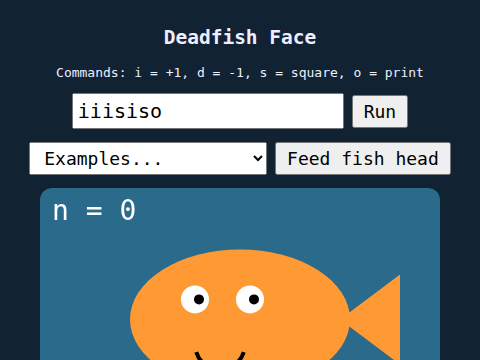 Deadfish Face
Commands: i = +1, d = -1, s = square, o = print
iiisiso Run
Examples... Feed fish head
n = 0